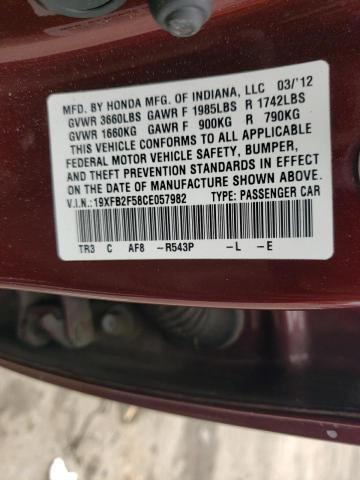 MFD. BY HONDA MFG. OF INDIANA, LLC 03/'12
GVWR 3660LBS GAWR F 1985LBS R 1742LBS
GVWR 1660KG GAWR F 900KG R 790KG
THIS VEHICLE CONFORMS TO ALL APPLICABLE
FEDERAL MOTOR VEHICLE SAFETY, BUMPER,
AND THEFT PREVENTION STANDARDS IN EFFECT
ON THE DATE OF MANUFACTURE SHOWN ABOVE.
V.I.N.:19XFB2F58CE057982 TYPE: PASSENGER CAR
TR3 C AF8 -R543P -L -E